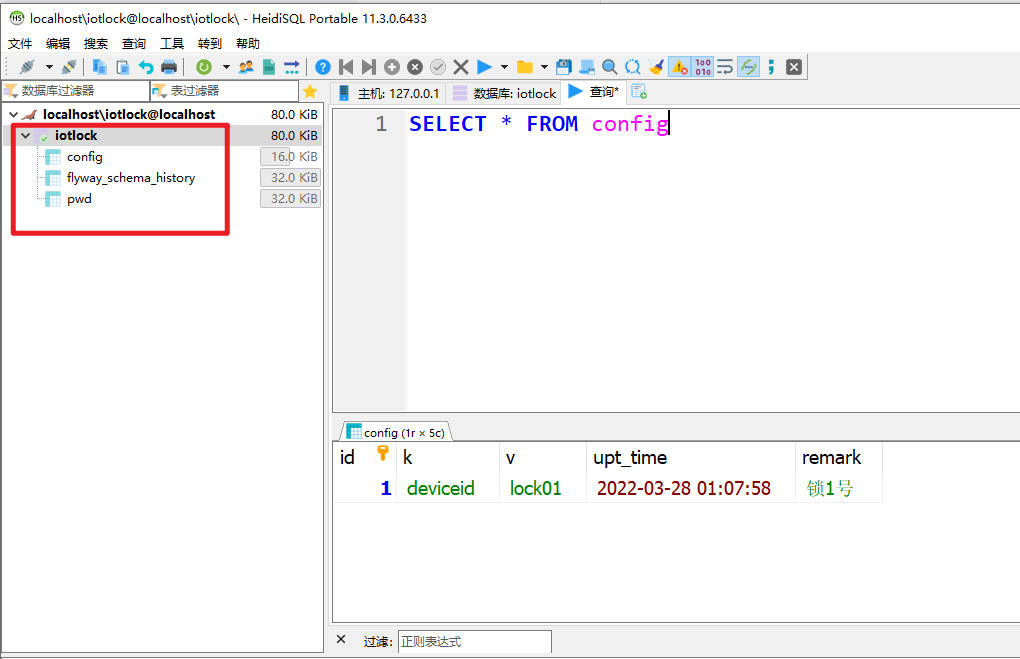 localhost\iotlock@localhost\iotlock\ - HeidiSQL Portable 11.3.0.6433
文件 编辑 搜索 查询 工具 转到 帮助
数据库过滤器 表过滤器 主机: 127.0.0.1 数据库: iotlock 查询*
localhost\iotlock@localhost 80.0 KiB
iotlock 80.0 KiB
config 16.0 KiB
flyway_schema_history 32.0 KiB
pwd 32.0 KiB
1 SELECT * FROM config
config (1r × 5c)
id k v upt_time remark
1 deviceid lock01 2022-03-28 01:07:58 锁1号
过滤: 正则表达式